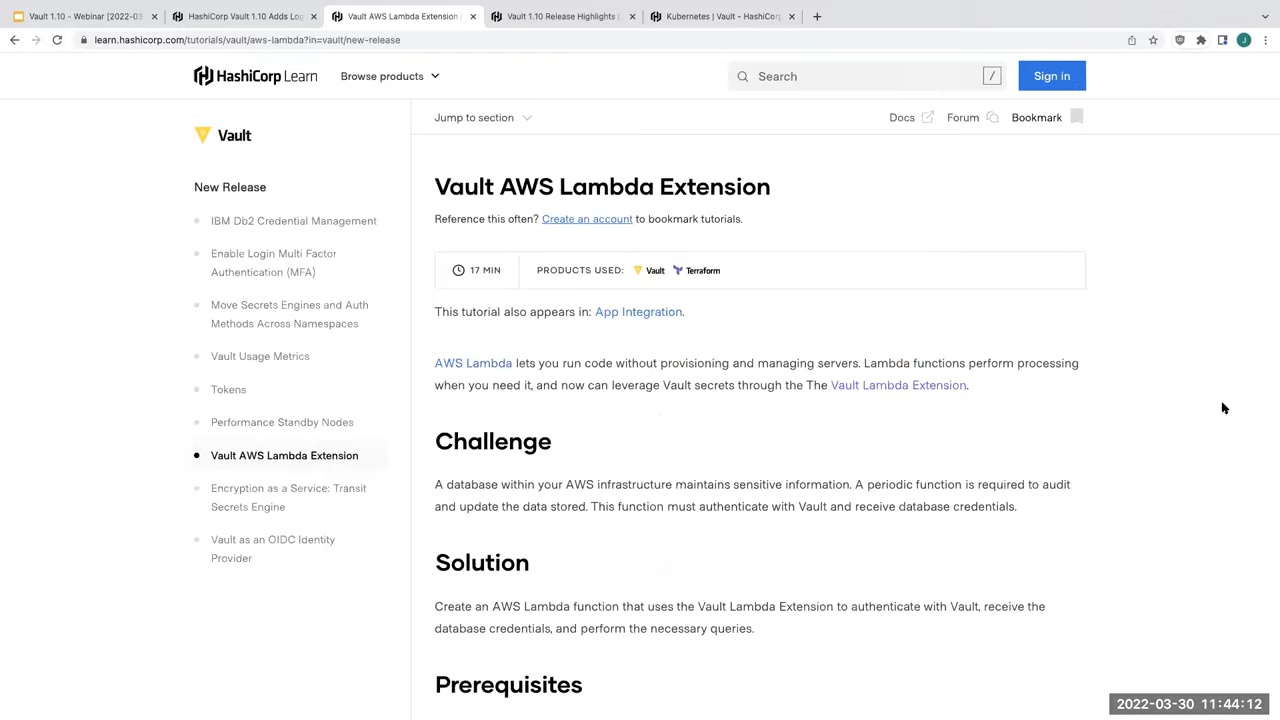 Vault 1.10 - Webinar [2022-03
HashiCorp Vault 1.10 Adds Log
Vault AWS Lambda Extension
Vault 1.10 Release Highlights
Kubernetes | Vault - HashiCorp
learn.hashicorp.com/tutorials/vault/aws-lambda?in=vault/new-release
J
HashiCorp Learn
Browse products
Search
/
Sign in
Vault
Jump to section
Docs
Forum
Bookmark
New Release
IBM Db2 Credential Management
Enable Login Multi Factor
Authentication (MFA)
Move Secrets Engines and Auth
Methods Across Namespaces
Vault Usage Metrics
Tokens
Performance Standby Nodes
Vault AWS Lambda Extension
Encryption as a Service: Transit
Secrets Engine
Vault as an OIDC Identity
Provider
Vault AWS Lambda Extension
Reference this often? Create an account to bookmark tutorials.
17 MIN
PRODUCTS USED: Vault Terraform
This tutorial also appears in: App Integration.
AWS Lambda lets you run code without provisioning and managing servers. Lambda functions perform processing
when you need it, and now can leverage Vault secrets through the The Vault Lambda Extension.
Challenge
A database within your AWS infrastructure maintains sensitive information. A periodic function is required to audit
and update the data stored. This function must authenticate with Vault and receive database credentials.
Solution
Create an AWS Lambda function that uses the Vault Lambda Extension to authenticate with Vault, receive the
database credentials, and perform the necessary queries.
Prerequisites
2022-03-30 11:44:12